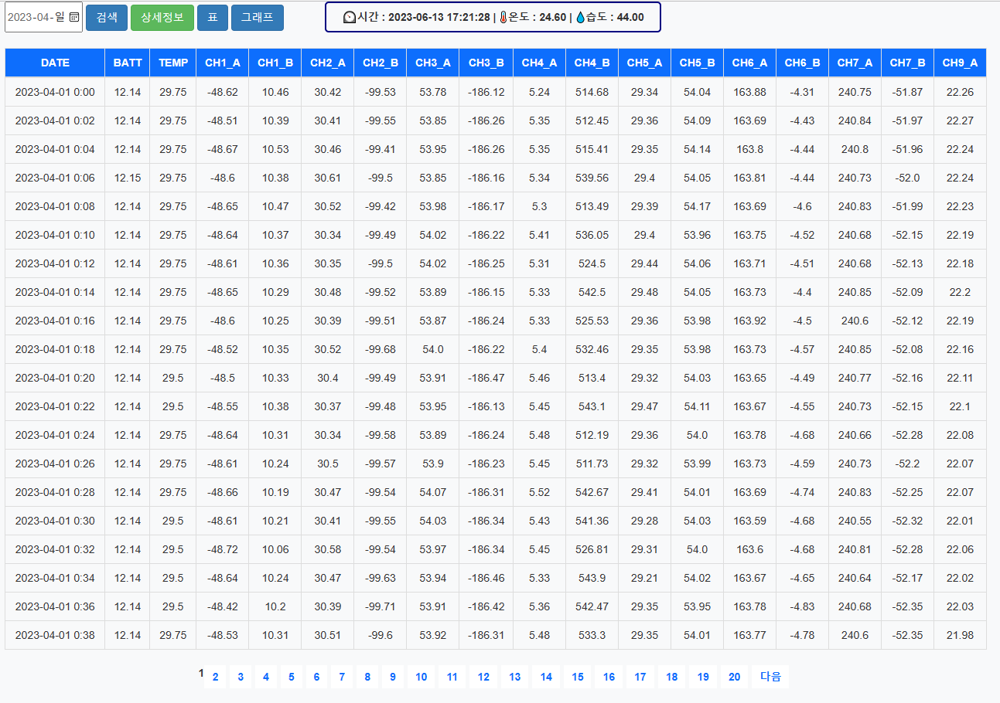 2023-04-일 검색 상세정보 표 그래프 시간 : 2023-06-13 17:21:28 | 온도 : 24.60 | 습도 : 44.00
DATE BATT TEMP CH1_A CH1_B CH2_A CH2_B CH3_A CH3_B CH4_A CH4_B CH5_A CH5_B CH6_A CH6_B CH7_A CH7_B CH9_A
2023-04-01 0:00 12.14 29.75 -48.62 10.46 30.42 -99.53 53.78 -186.12 5.24 514.68 29.34 54.04 163.88 -4.31 240.75 -51.87 22.26
2023-04-01 0:02 12.14 29.75 -48.51 10.39 30.41 -99.55 53.85 -186.26 5.35 512.45 29.36 54.09 163.69 -4.43 240.84 -51.97 22.27
2023-04-01 0:04 12.14 29.75 -48.67 10.53 30.46 -99.41 53.95 -186.26 5.35 515.41 29.35 54.14 163.8 -4.44 240.8 -51.96 22.24
2023-04-01 0:06 12.15 29.75 -48.6 10.38 30.61 -99.5 53.85 -186.16 5.34 539.56 29.4 54.05 163.81 -4.44 240.73 -52.0 22.24
2023-04-01 0:08 12.14 29.75 -48.65 10.47 30.52 -99.42 53.98 -186.17 5.3 513.49 29.39 54.17 163.69 -4.6 240.83 -51.99 22.23
2023-04-01 0:10 12.14 29.75 -48.64 10.37 30.34 -99.49 54.02 -186.22 5.41 536.05 29.4 53.96 163.75 -4.52 240.68 -52.15 22.19
2023-04-01 0:12 12.14 29.75 -48.61 10.36 30.35 -99.5 54.02 -186.25 5.31 524.5 29.44 54.06 163.71 -4.51 240.68 -52.13 22.18
2023-04-01 0:14 12.14 29.75 -48.65 10.29 30.48 -99.52 53.89 -186.15 5.33 542.5 29.48 54.05 163.73 -4.4 240.85 -52.09 22.2
2023-04-01 0:16 12.14 29.75 -48.6 10.25 30.39 -99.51 53.87 -186.24 5.33 525.53 29.36 53.98 163.92 -4.5 240.6 -52.12 22.19
2023-04-01 0:18 12.14 29.75 -48.52 10.35 30.52 -99.68 54.0 -186.22 5.4 532.46 29.35 53.98 163.73 -4.57 240.85 -52.08 22.16
2023-04-01 0:20 12.14 29.5 -48.5 10.33 30.4 -99.49 53.91 -186.47 5.46 513.4 29.32 54.03 163.65 -4.49 240.77 -52.16 22.11
2023-04-01 0:22 12.14 29.5 -48.55 10.38 30.37 -99.48 53.95 -186.13 5.45 543.1 29.47 54.11 163.67 -4.55 240.73 -52.15 22.1
2023-04-01 0:24 12.14 29.75 -48.64 10.31 30.34 -99.58 53.89 -186.24 5.48 512.19 29.36 54.0 163.78 -4.68 240.66 -52.28 22.08
2023-04-01 0:26 12.14 29.75 -48.61 10.24 30.5 -99.57 53.9 -186.23 5.45 511.73 29.32 53.99 163.73 -4.59 240.73 -52.2 22.07
2023-04-01 0:28 12.14 29.75 -48.66 10.19 30.47 -99.54 54.07 -186.31 5.52 542.67 29.41 54.01 163.69 -4.74 240.83 -52.25 22.07
2023-04-01 0:30 12.14 29.5 -48.61 10.21 30.41 -99.55 54.03 -186.34 5.43 541.36 29.28 54.03 163.59 -4.68 240.55 -52.32 22.01
2023-04-01 0:32 12.14 29.5 -48.72 10.06 30.58 -99.54 53.97 -186.34 5.45 526.81 29.31 54.0 163.6 -4.68 240.81 -52.28 22.06
2023-04-01 0:34 12.14 29.5 -48.64 10.24 30.47 -99.63 53.94 -186.46 5.33 543.9 29.21 54.02 163.67 -4.65 240.64 -52.17 22.02
2023-04-01 0:36 12.14 29.5 -48.42 10.2 30.39 -99.71 53.91 -186.42 5.36 542.47 29.35 53.95 163.78 -4.83 240.68 -52.35 22.03
2023-04-01 0:38 12.14 29.75 -48.53 10.31 30.51 -99.6 53.92 -186.31 5.48 533.3 29.35 54.01 163.77 -4.78 240.6 -52.35 21.98
1 2 3 4 5 6 7 8 9 10 11 12 13 14 15 16 17 18 19 20 다음